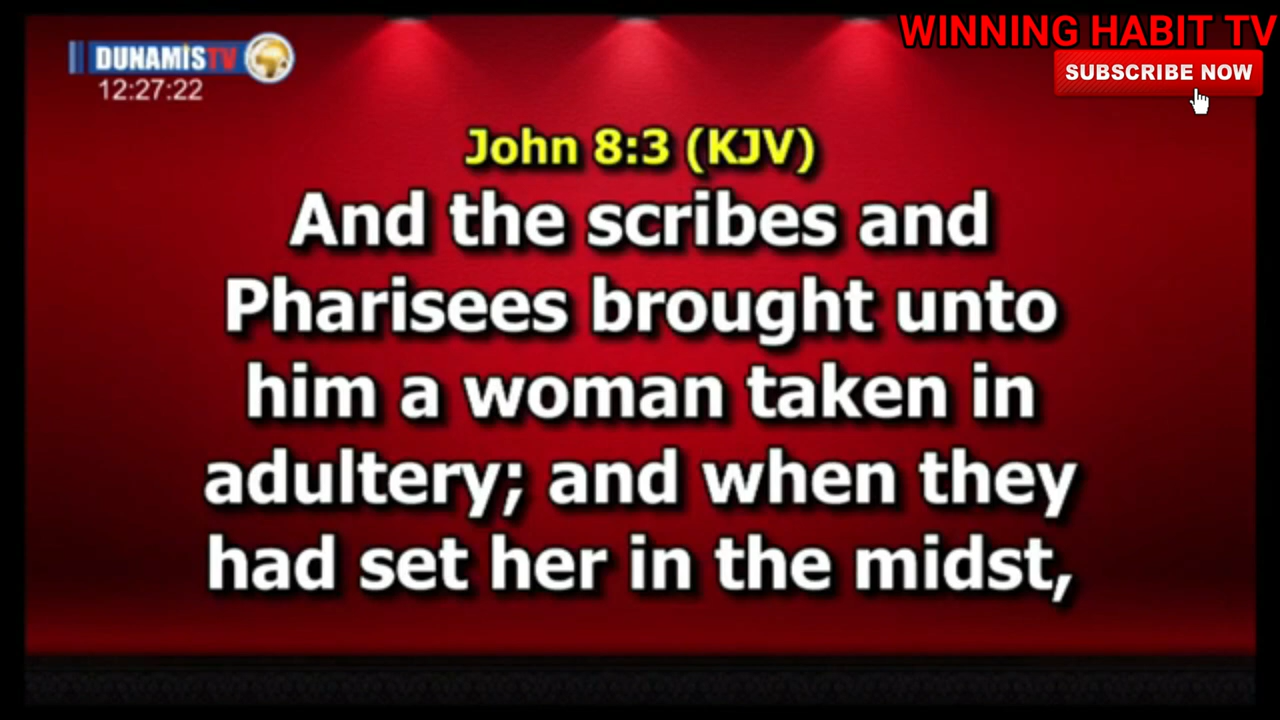 WINNING HABIT TV
DUNAMIS TV
SUBSCRIBE NOW
12:27:22
John 8:3 (KJV)
And the scribes and
Pharisees brought unto
him a woman taken in
adultery; and when they
had set her in the midst,